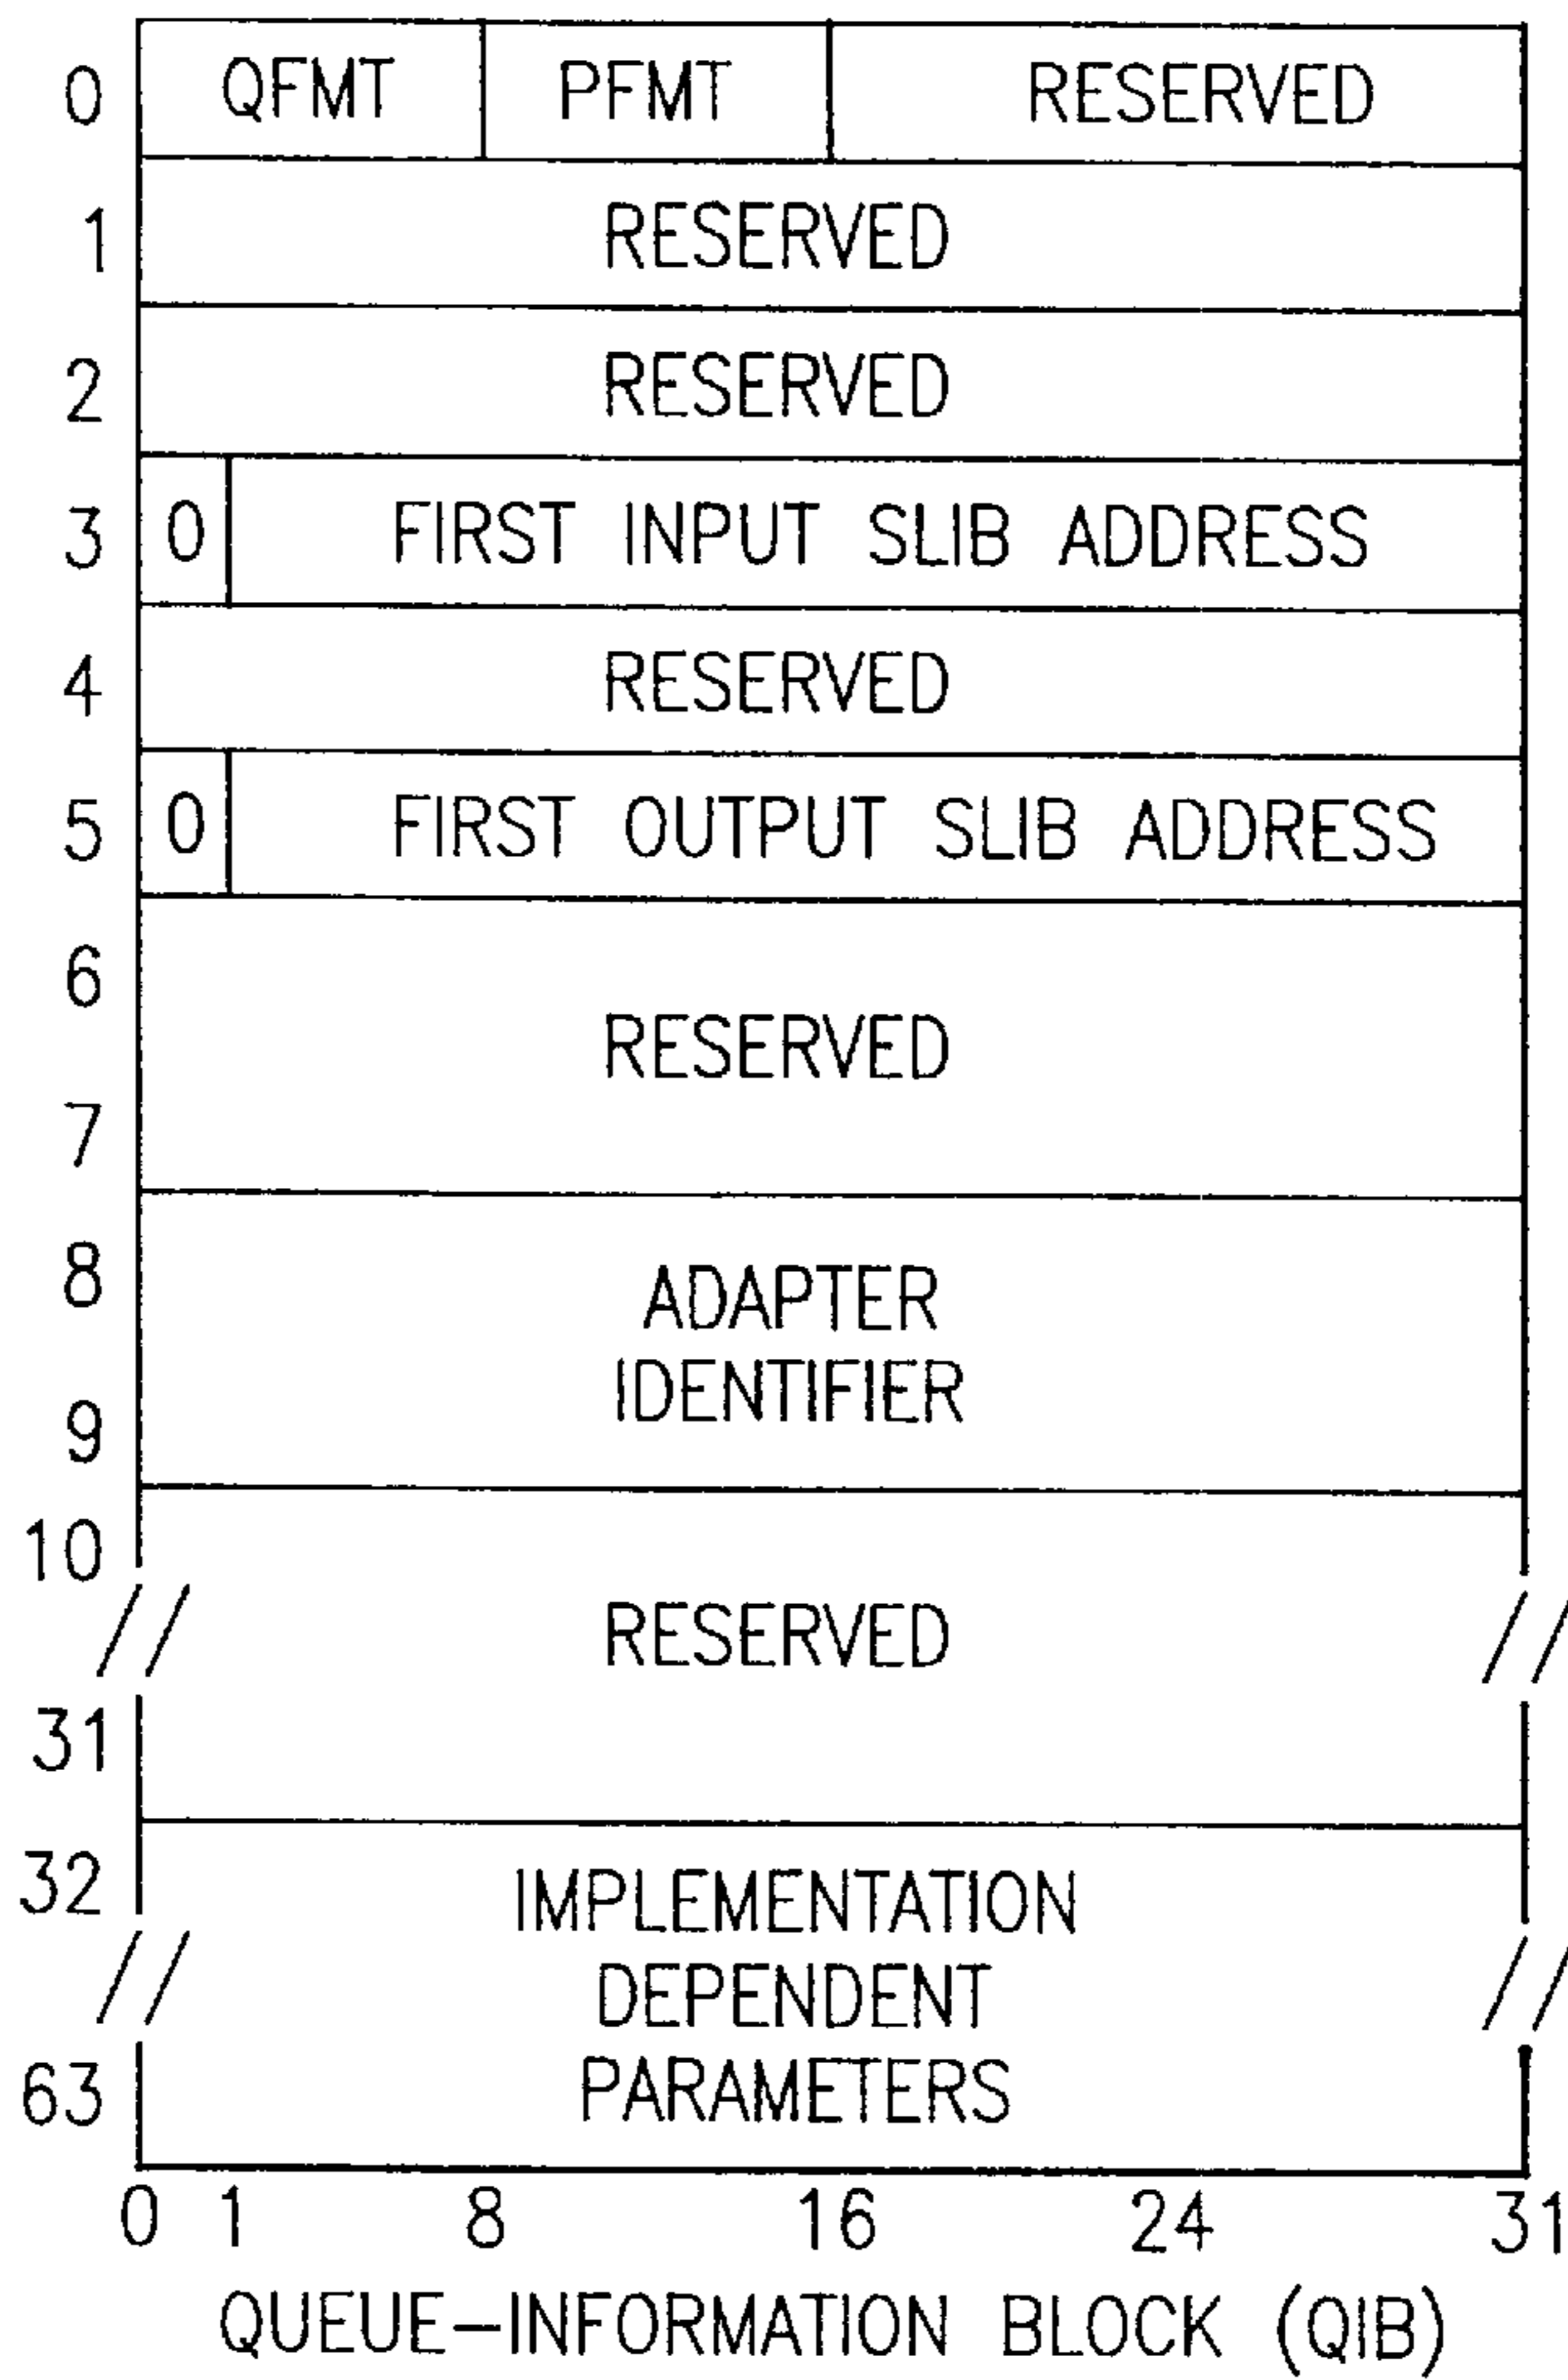 0 QFMT PFMT RESERVED
1 RESERVED
2 RESERVED
3 0 FIRST INPUT SLIB ADDRESS
4 RESERVED
5 0 FIRST OUTPUT SLIB ADDRESS
6
RESERVED
7
8
ADAPTER
IDENTIFIER
9
10
RESERVED
31
32 IMPLEMENTATION
DEPENDENT
63 PARAMETERS
0 1 8 16 24 31
QUEUE-INFORMATION BLOCK (QIB)